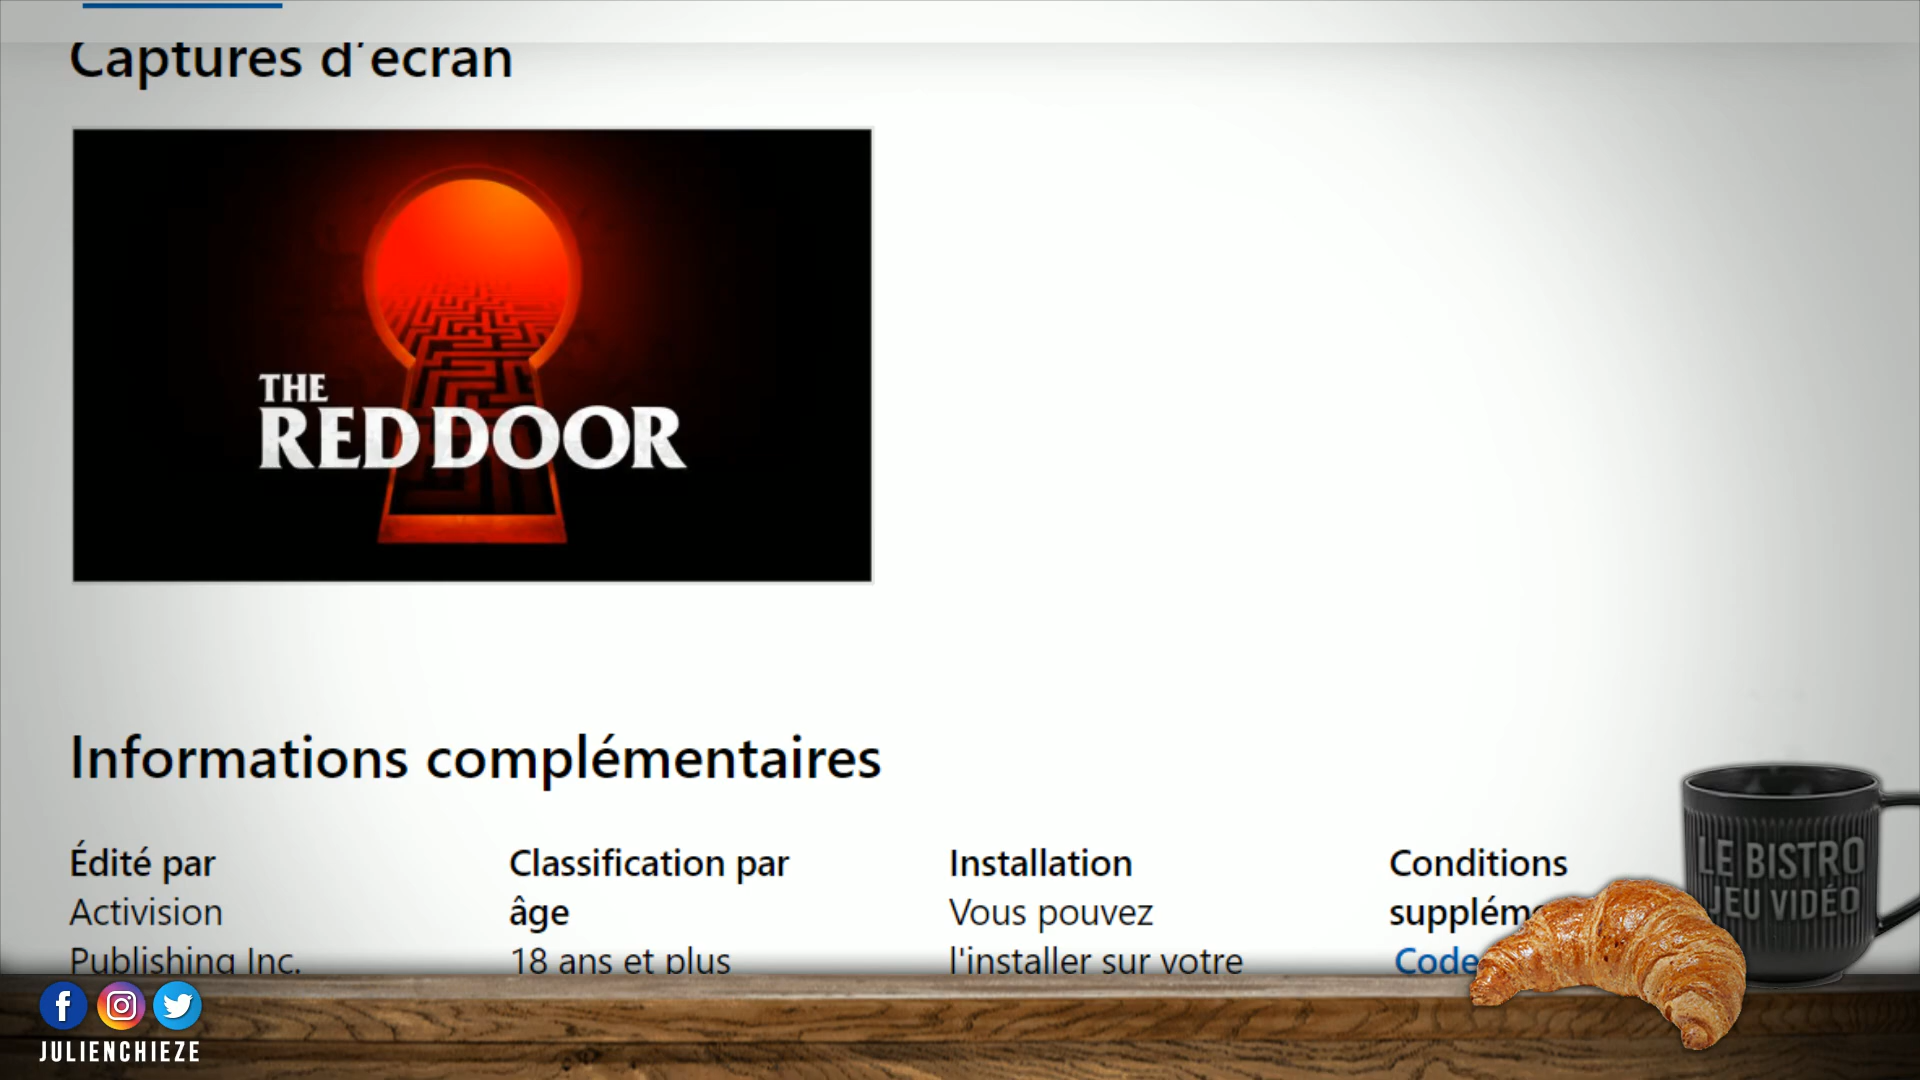 Captures d'ecran
THE
RED DOOR
Informations complémentaires
Édité par
Activision
Publishing Inc.
Classification par
âge
18 ans et plus
Installation
Vous pouvez
l'installer sur votre
Conditions
Code
LE BISTRO
JEU VIDÉO
JULIENCHIEZE